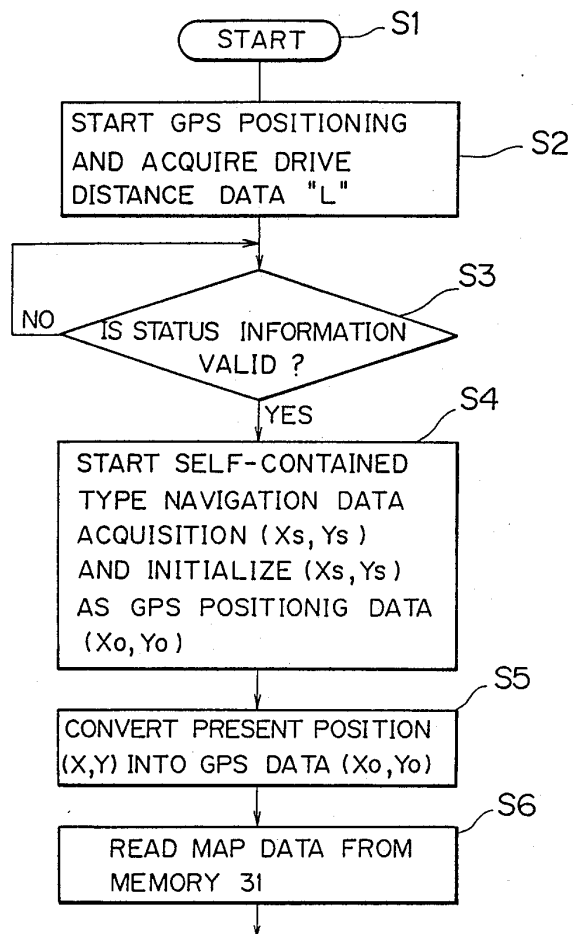 START
S1
START GPS POSITIONING
AND ACQUIRE DRIVE
DISTANCE DATA "L"
S2
S3
NO
IS STATUS INFORMATION
VALID ?
YES
S4
START SELF-CONTAINED
TYPE NAVIGATION DATA
ACQUISITION (Xs, Ys)
AND INITIALIZE (Xs, Ys)
AS GPS POSITIONIG DATA
(Xo, Yo)
S5
CONVERT PRESENT POSITION
(X,Y) INTO GPS DATA (Xo, Yo)
S6
READ MAP DATA FROM
MEMORY 31